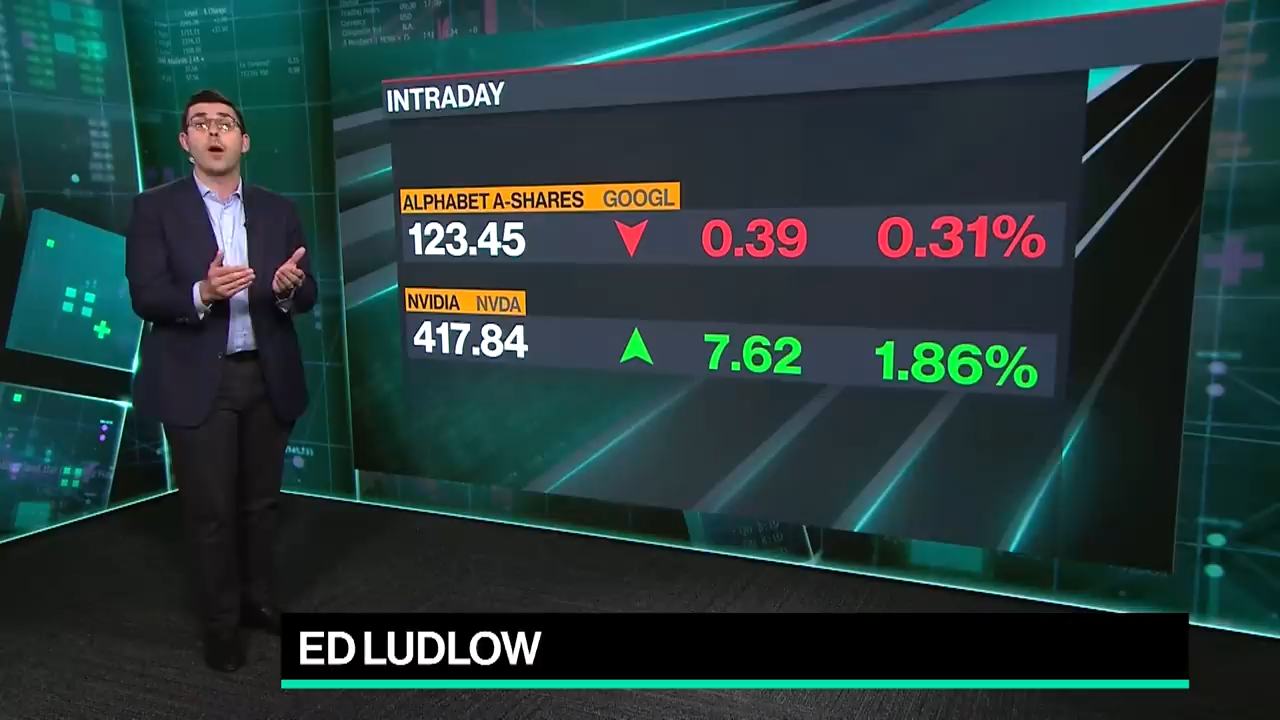 INTRADAY
ALPHABET A-SHARES GOOGL
123.45 0.39 0.31%
NVIDIA NVDA
417.84 7.62 1.86%
ED LUDLOW